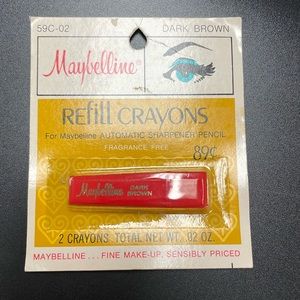 59C-02 DARK BROWN
Maybelline®
REfill CRAYONS
For Maybelline AUTOMATIC SHARPENER PENCIL
FRAGRANCE FREE
89¢
Maybelline DARK
BROWN
2 CRAYONS TOTAL NET WT. .02 OZ.
MAYBELLINE... FINE MAKE-UP, SENSIBLY PRICED